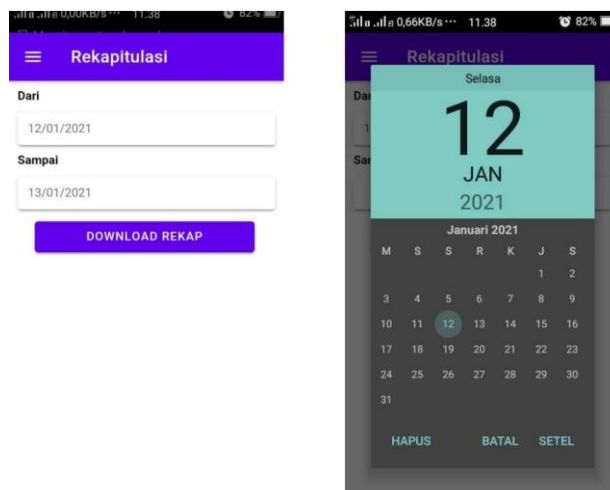 0,00KB/s ··· 11.38 82%
Rekapitulasi
Dari
12/01/2021
Sampai
13/01/2021
DOWNLOAD REKAP
0,66KB/s ··· 11.38 82%
Rekapitulasi
Selasa
12
JAN
2021
Januari 2021
M S S R K J S
1 2
3 4 5 6 7 8 9
10 11 12 13 14 15 16
17 18 19 20 21 22 23
24 25 26 27 28 29 30
31
HAPUS BATAL SETEL